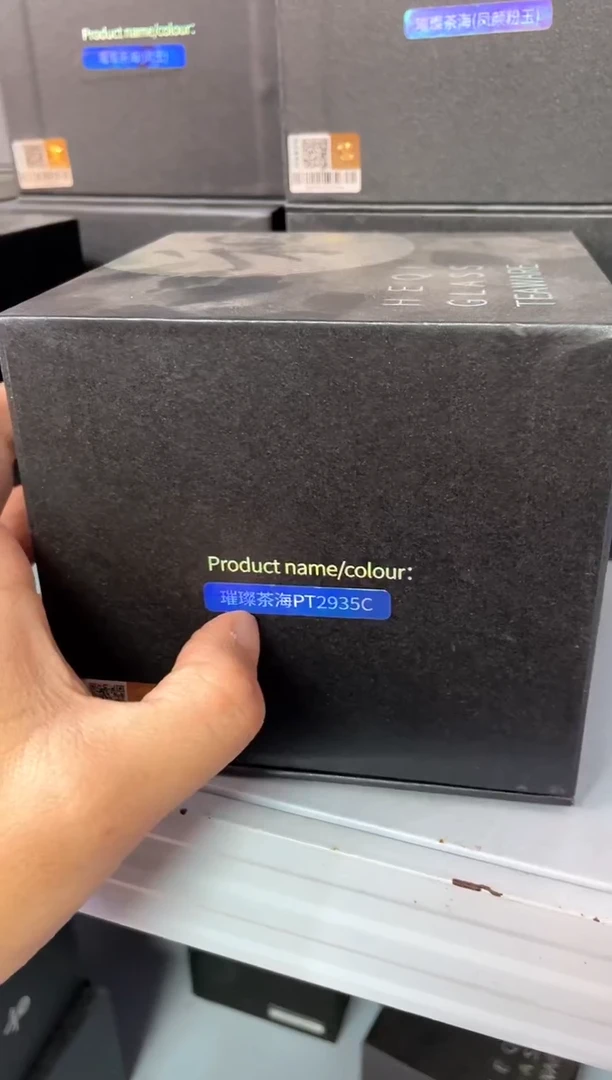 Product name/colour:
璀璨茶海(凤颜粉玉)
HEQI
GLASS
TEAWARE
Product name/colour:
璀璨茶海PT2935C